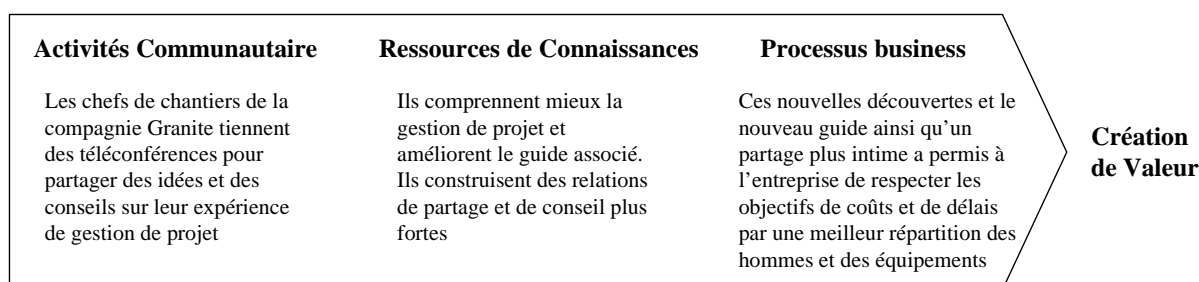 Activités Communautaire
Les chefs de chantiers de la
compagnie Granite tiennent
des téléconférences pour
partager des idées et des
conseils sur leur expérience
de gestion de projet
Ressources de Connaissances
Ils comprennent mieux la
gestion de projet et
améliorent le guide associé.
Ils construisent des relations
de partage et de conseil plus
fortes
Processus business
Ces nouvelles découvertes et le
nouveau guide ainsi qu’un
partage plus intime a permis à
l’entreprise de respecter les
objectifs de coûts et de délais
par une meilleur répartition des
hommes et des équipements
Création
de Valeur